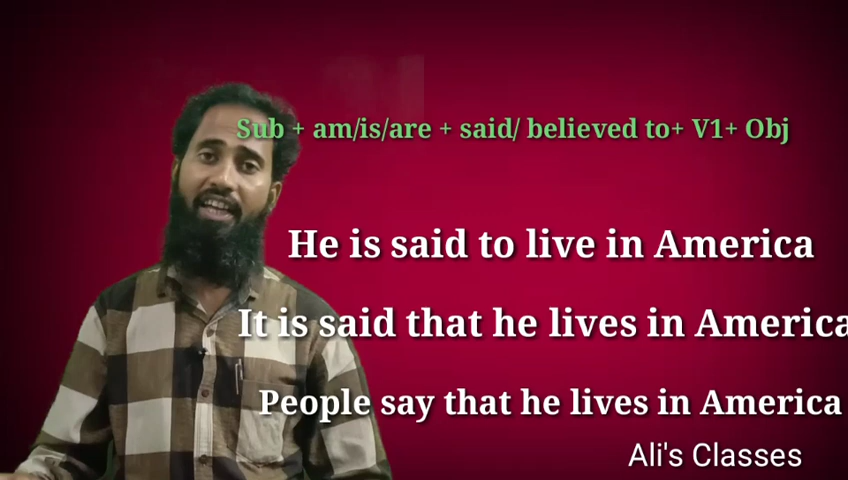 Sub + am/is/are + said/ believed to+ V1+ Obj
He is said to live in America
It is said that he lives in America
People say that he lives in America
Ali's Classes